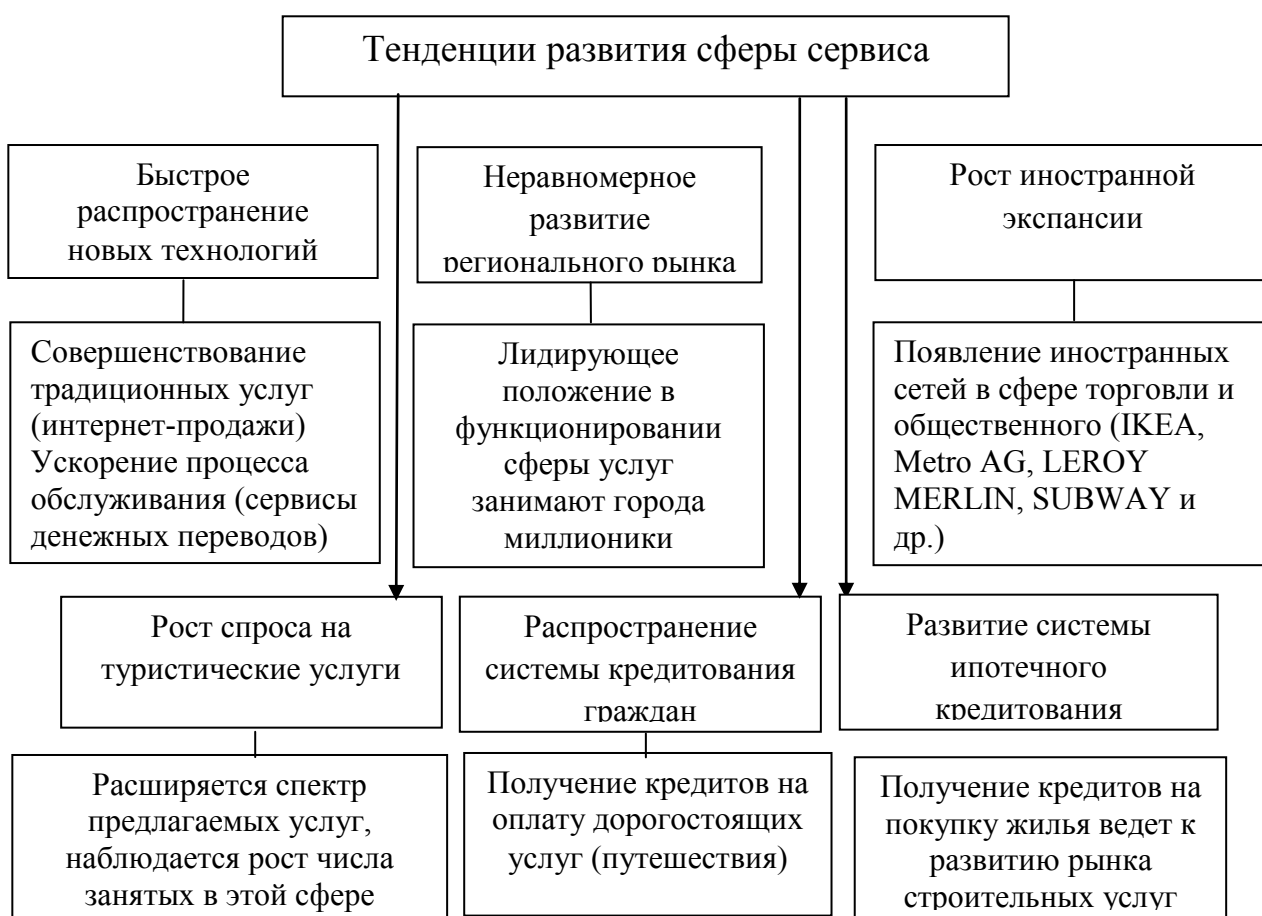 Тенденции развития сферы сервиса
Быстрое
распространение
новых технологий
Неравномерное
развитие
регионального рынка
Рост иностранной
экспансии
Совершенствование
традиционных услуг
(интернет-продажи)
Ускорение процесса
обслуживания (сервисы
денежных переводов)
Лидирующее
положение в
функционировании
сферы услуг
занимают города
миллионики
Появление иностранных
сетей в сфере торговли и
общественного (IKEA,
Metro AG, LEROY
MERLIN, SUBWAY и
др.)
Рост спроса на
туристические услуги
Распространение
системы кредитования
граждан
Развитие системы
ипотечного
кредитования
Расширяется спектр
предлагаемых услуг,
наблюдается рост числа
занятых в этой сфере
Получение кредитов на
оплату дорогостоящих
услуг (путешествия)
Получение кредитов на
покупку жилья ведет к
развитию рынка
строительных услуг